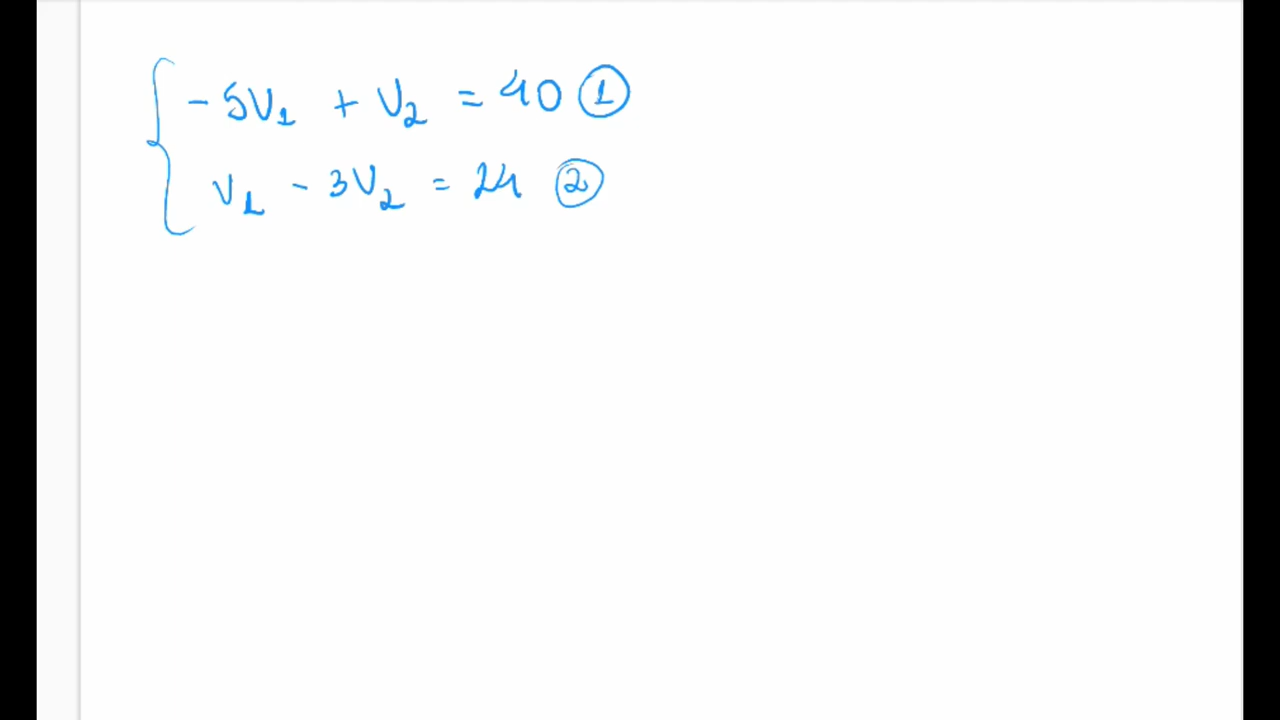 - 5V₁ + V₂ = 40 ①
V₁ - 3V₂ = 24 ②